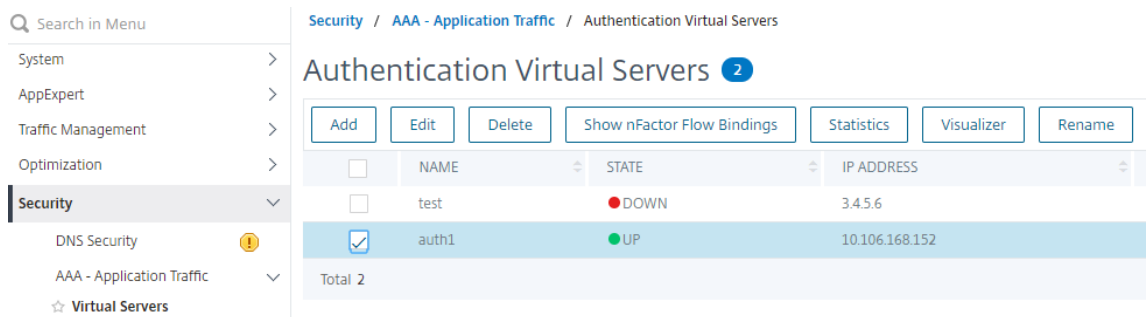 Search in Menu
System
AppExpert
Traffic Management
Optimization
Security
DNS Security
AAA - Application Traffic
Virtual Servers
Security / AAA - Application Traffic / Authentication Virtual Servers
Authentication Virtual Servers 2
Add Edit Delete Show nFactor Flow Bindings Statistics Visualizer Rename
NAME STATE IP ADDRESS
test DOWN 3.4.5.6
auth1 UP 10.106.168.152
Total 2